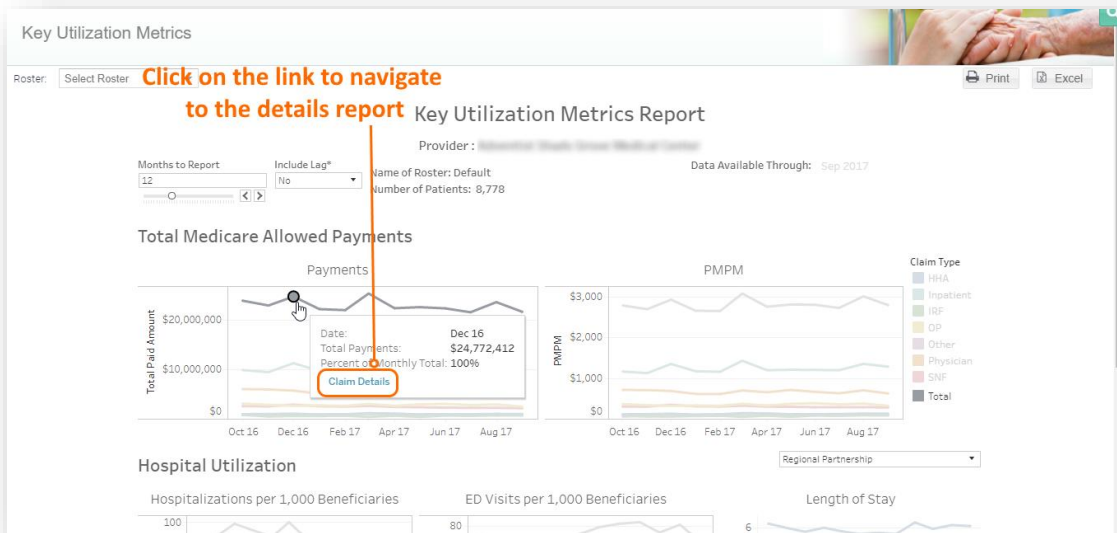 Key Utilization Metrics
Roster: Select Roster
Print
Excel
Click on the link to navigate
to the details report
Key Utilization Metrics Report
Provider :
Months to Report
12
Include Lag*
No
Name of Roster: Default
Number of Patients: 8,778
Data Available Through: Sep 2017
Total Medicare Allowed Payments
Payments
Total Paid Amount
$20,000,000
$10,000,000
$0
Oct 16 Dec 16 Feb 17 Apr 17 Jun 17 Aug 17
Date: Dec 16
Total Payments: $24,772,412
Percent of Monthly Total: 100%
Claim Details
PMPM
PMPM
$3,000
$2,000
$1,000
$0
Oct 16 Dec 16 Feb 17 Apr 17 Jun 17 Aug 17
Claim Type
HHA
Inpatient
IRF
OP
Other
Physician
SNF
Total
Hospital Utilization
Regional Partnership
Hospitalizations per 1,000 Beneficiaries
100
ED Visits per 1,000 Beneficiaries
80
Length of Stay
6